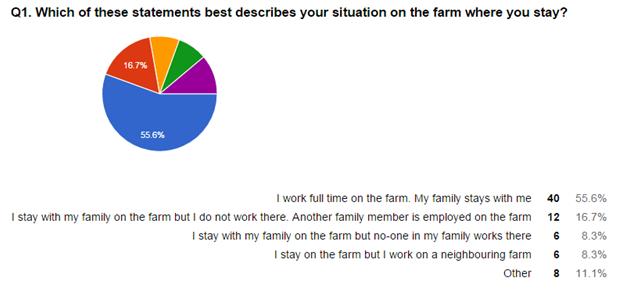 Q1. Which of these statements best describes your situation on the farm where you stay?
16.7%
55.6%
I work full time on the farm. My family stays with me 40 55.6%
I stay with my family on the farm but I do not work there. Another family member is employed on the farm 12 16.7%
I stay with my family on the farm but no-one in my family works there 6 8.3%
I stay on the farm but I work on a neighbouring farm 6 8.3%
Other 8 11.1%